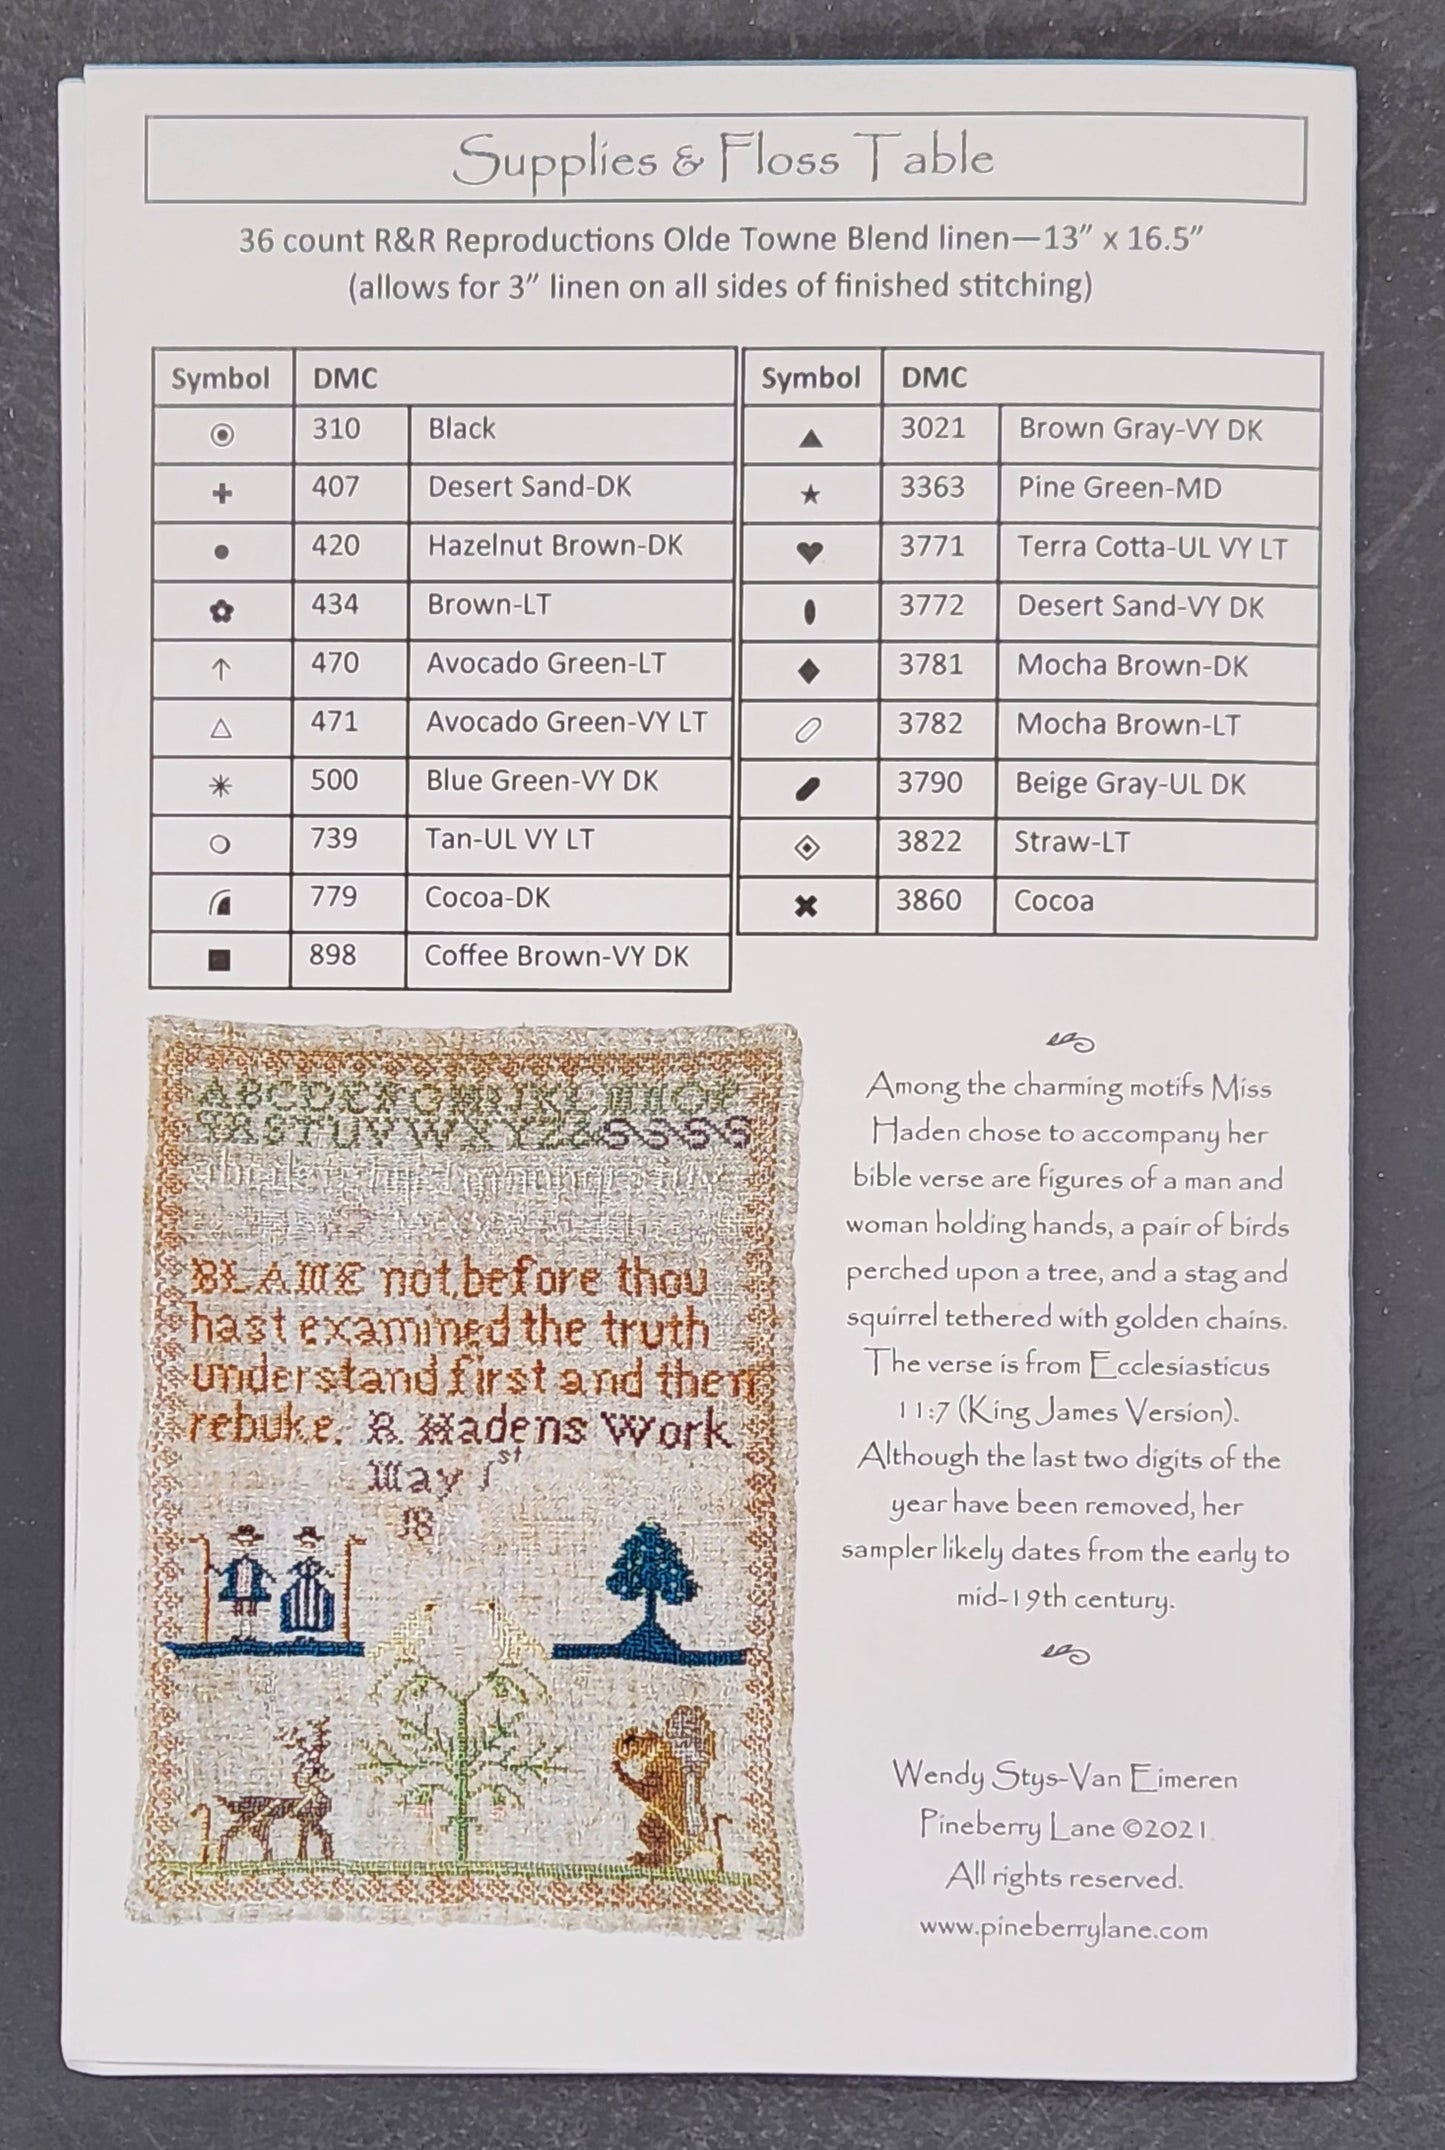 Supplies & Floss Table
36 count R&R Reproductions Olde Towne Blend linen—13” x 16.5”
(allows for 3” linen on all sides of finished stitching)
Symbol DMC
310 Black
407 Desert Sand-DK
420 Hazelnut Brown-DK
434 Brown-LT
470 Avocado Green-LT
471 Avocado Green-VY LT
500 Blue Green-VY DK
739 Tan-UL VY LT
779 Cocoa-DK
898 Coffee Brown-VY DK
Symbol DMC
3021 Brown Gray-VY DK
3363 Pine Green-MD
3771 Terra Cotta-UL VY LT
3772 Desert Sand-VY DK
3781 Mocha Brown-DK
3782 Mocha Brown-LT
3790 Beige Gray-UL DK
3822 Straw-LT
3860 Cocoa
BLAME not before thou
hast examined the truth
understand first and then
rebuke. R. Hadens Work
May 1st
18
Among the charming motifs Miss
Haden chose to accompany her
bible verse are figures of a man and
woman holding hands, a pair of birds
perched upon a tree, and a stag and
squirrel tethered with golden chains.
The verse is from Ecclesiasticus
11:7 (King James Version).
Although the last two digits of the
year have been removed, her
sampler likely dates from the early to
mid-19th century.
Wendy Stys-Van Eimeren
Pineberry Lane ©2021
All rights reserved.
www.pineberrylane.com